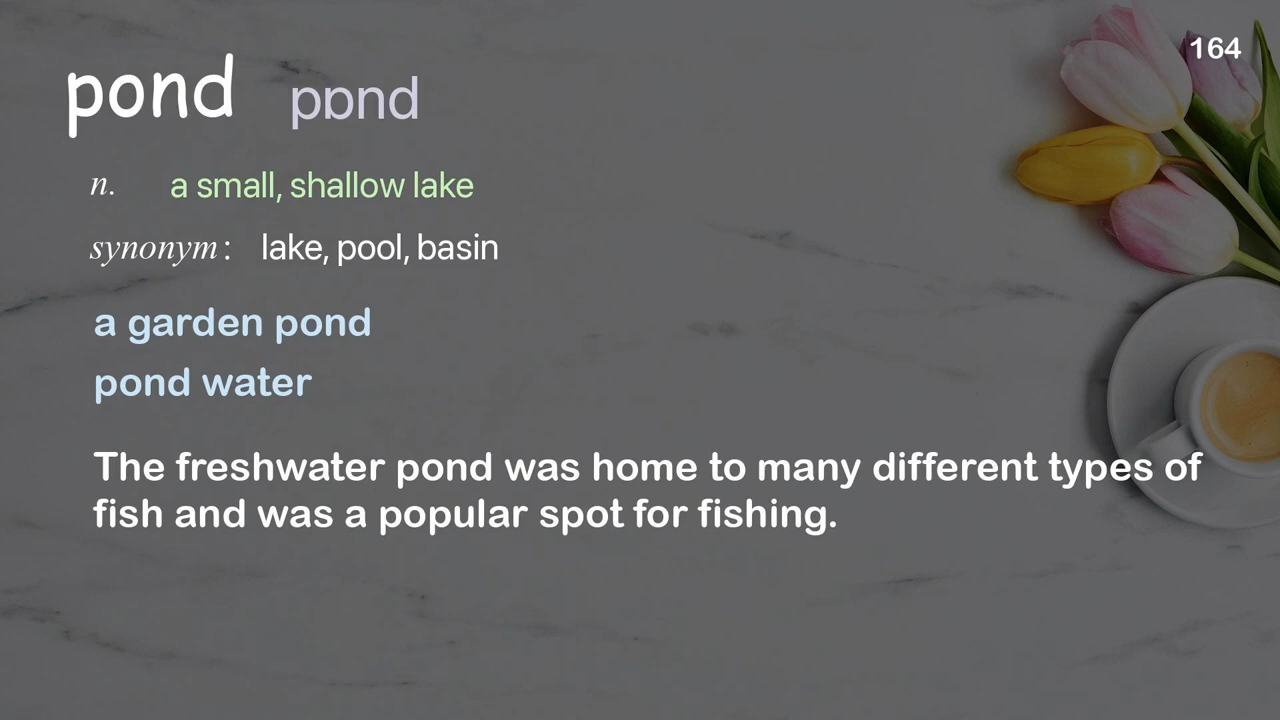 164
pond pɒnd
n. a small, shallow lake
synonym: lake, pool, basin
a garden pond
pond water
The freshwater pond was home to many different types of
fish and was a popular spot for fishing.